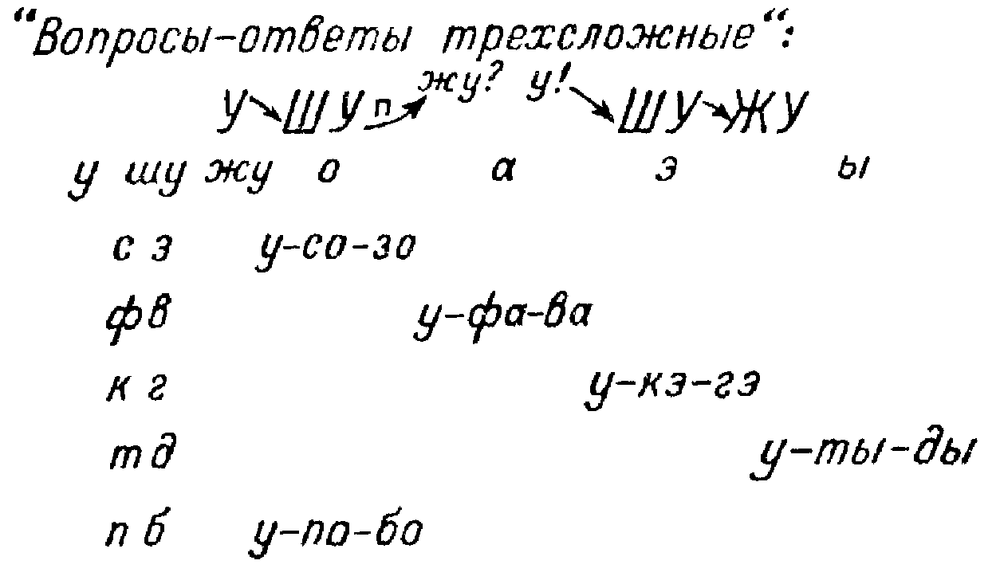 “Вопросы-ответы трехсложные“:
У ШУ п жу? у! ШУ ЖУ
у шу жу о а э ы
с з у-со-зо
ф в у-фа-ва
к г у-кэ-гэ
т д у-ты-ды
п б у-по-бо